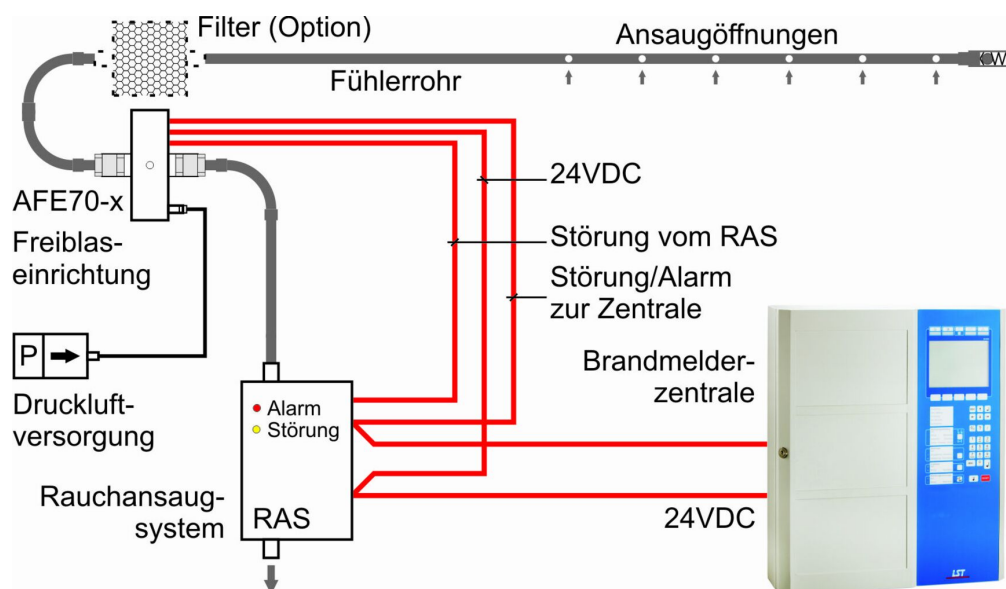 Filter (Option)
Ansaugöffnungen
Fühlerrohr
24VDC
AFE70-x
Freiblas-
einrichtung
Störung vom RAS
Störung/Alarm
zur Zentrale
P
Druckluft-
versorgung
Brandmelder-
zentrale
Alarm
Störung
Rauchansaug-
system
RAS
24VDC
LST